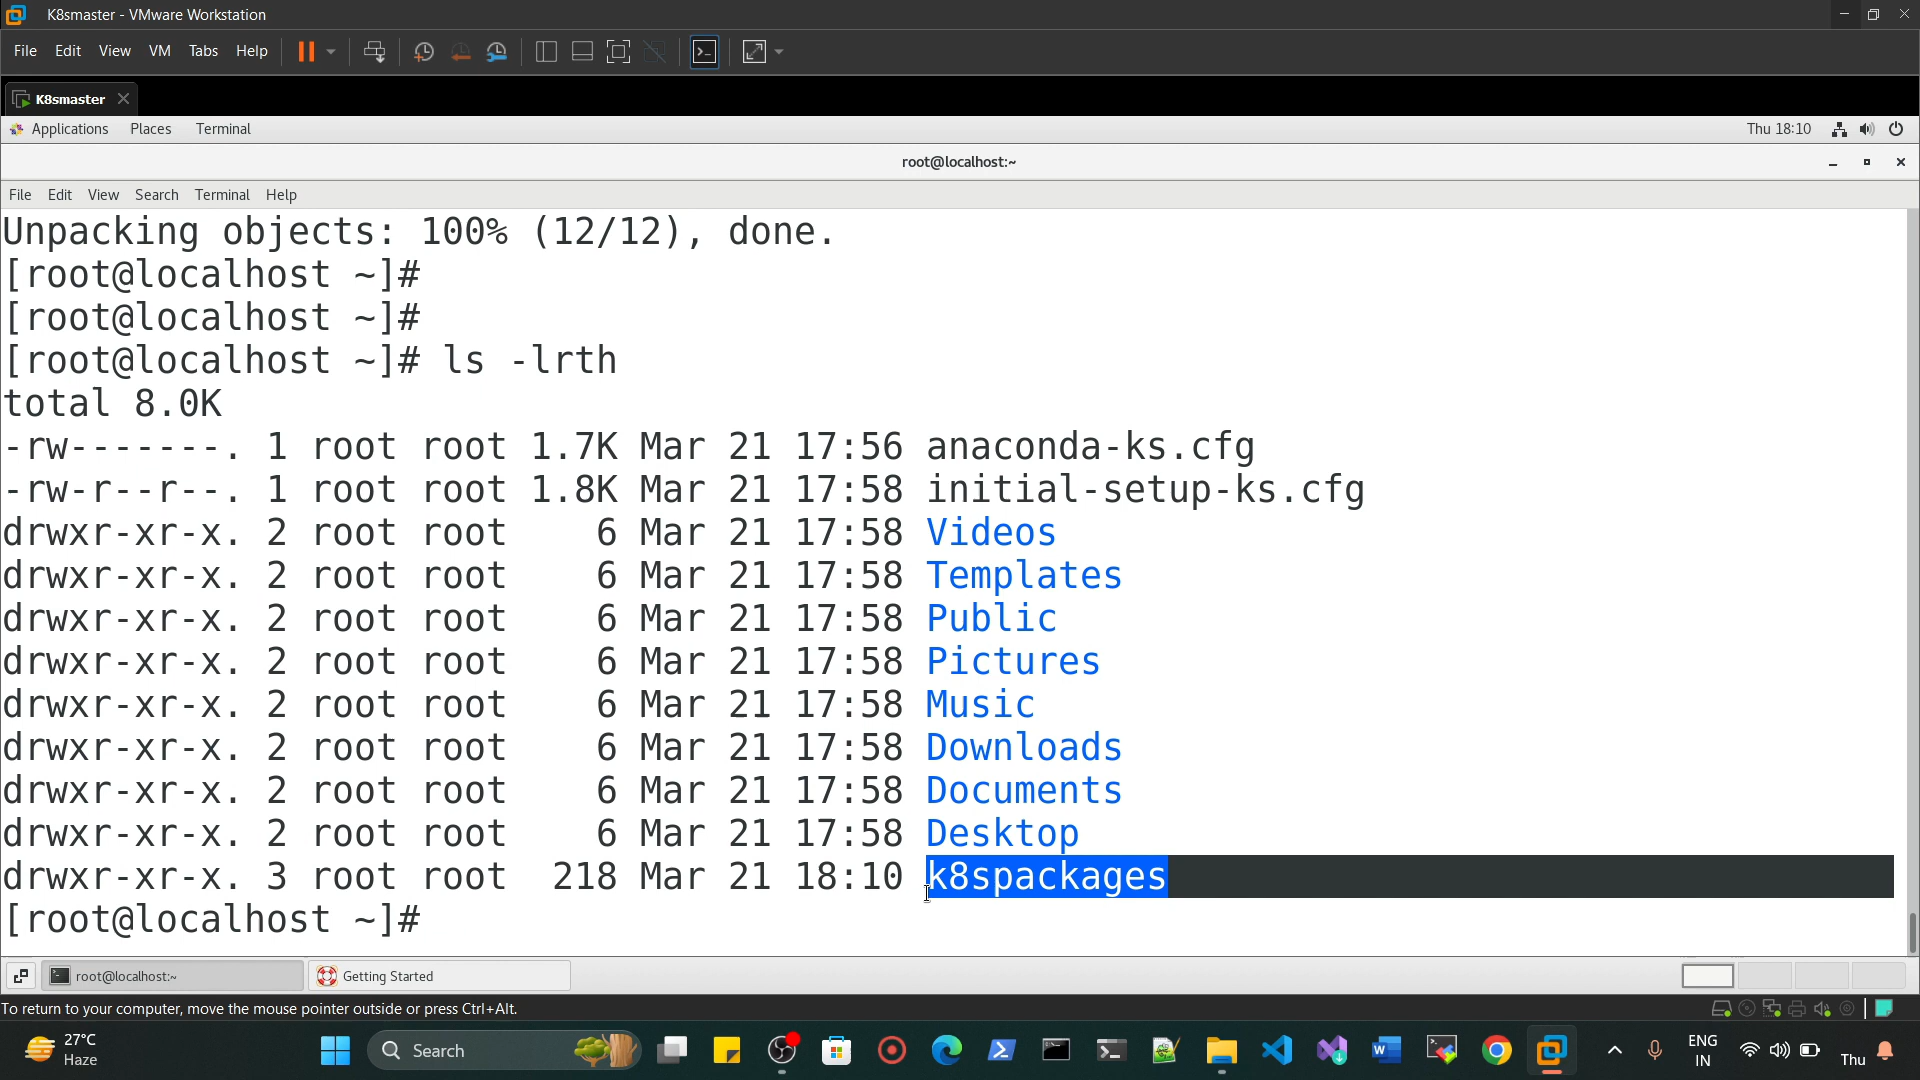 K8smaster - VMware Workstation
File Edit View VM Tabs Help
K8smaster
Applications Places Terminal Thu 18:10
root@localhost:~
File Edit View Search Terminal Help
Unpacking objects: 100% (12/12), done.
[root@localhost ~]#
[root@localhost ~]#
[root@localhost ~]# ls -lrth
total 8.0K
-rw-------. 1 root root 1.7K Mar 21 17:56 anaconda-ks.cfg
-rw-r--r--. 1 root root 1.8K Mar 21 17:58 initial-setup-ks.cfg
drwxr-xr-x. 2 root root    6 Mar 21 17:58 Videos
drwxr-xr-x. 2 root root    6 Mar 21 17:58 Templates
drwxr-xr-x. 2 root root    6 Mar 21 17:58 Public
drwxr-xr-x. 2 root root    6 Mar 21 17:58 Pictures
drwxr-xr-x. 2 root root    6 Mar 21 17:58 Music
drwxr-xr-x. 2 root root    6 Mar 21 17:58 Downloads
drwxr-xr-x. 2 root root    6 Mar 21 17:58 Documents
drwxr-xr-x. 2 root root    6 Mar 21 17:58 Desktop
drwxr-xr-x. 3 root root  218 Mar 21 18:10 k8spackages
[root@localhost ~]#
root@localhost:~ Getting Started
To return to your computer, move the mouse pointer outside or press Ctrl+Alt.
27°C
Haze
Search
ENG
IN
Thu